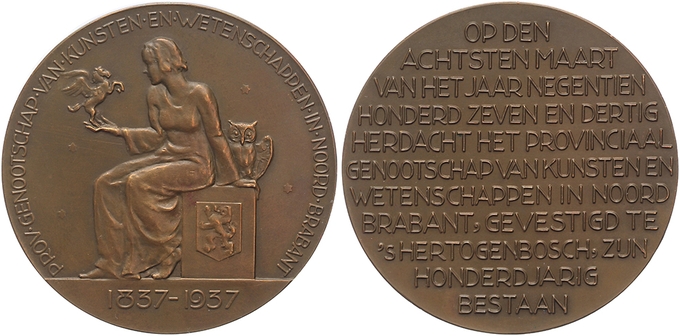 PROV·GENOOTSCHAP·VAN·KUNSTEN·EN·WETENSCHAPPEN·IN·NOORD·BRABANT
1837-1937
OP DEN
ACHTSTEN MAART
VAN HET JAAR NEGENTIEN
HONDERD ZEVEN EN DERTIG
HERDACHT HET PROVINCIAAL
GENOOTSCHAP VAN KUNSTEN EN
WETENSCHAPPEN IN NOORD
BRABANT, GEVESTIGD TE
'S HERTOGENBOSCH, ZIJN
HONDERDJARIG
BESTAAN